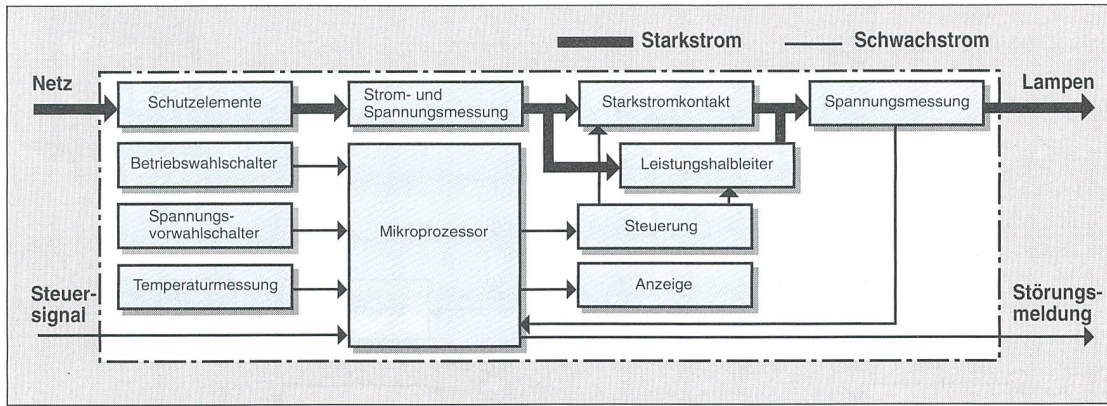 Starkstrom
Schwachstrom
Netz
Lampen
Schutzelemente
Strom- und
Spannungsmessung
Starkstromkontakt
Spannungsmessung
Betriebswahlschalter
Leistungshalbleiter
Spannungs-
vorwahlschalter
Mikroprozessor
Steuerung
Temperaturmessung
Anzeige
Steuer-
signal
Störungs-
meldung